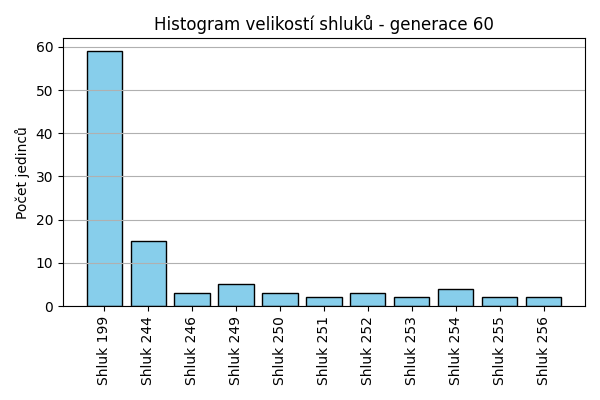 Histogram velikostí shluků - generace 60
Počet jedinců
60
50
40
30
20
10
0
Shluk 199
Shluk 244
Shluk 246
Shluk 249
Shluk 250
Shluk 251
Shluk 252
Shluk 253
Shluk 254
Shluk 255
Shluk 256